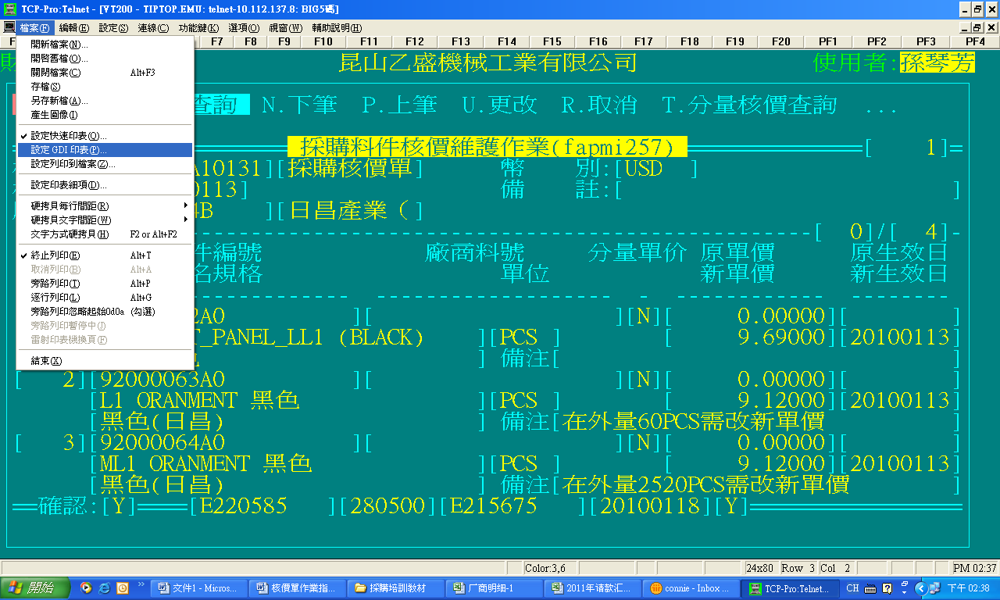 TCP-Pro:Telnet - [VT200 - TIPTOP.EMU: telnet-10.112.137.8: BIG5碼]
檔案(F) 編輯(E) 設定(S) 連線(C) 功能鍵(K) 選項(O) 視窗(W) 輔助說明(H)
F7 F8 F9 F10 F11 F12 F13 F14 F15 F16 F17 F18 F19 F20 PF1 PF2 PF3 PF4
開新檔案(N)...
開啓舊檔(O)...
關閉檔案(C) Alt+F3
存檔(S)
另存新檔(A)...
產生圖像(I)
設定快速印表(Q)...
設定 GDI 印表(P)...
設定列印到檔案(Z)...
設定印表細項(D)...
硬拷貝每行間距(R)
硬拷貝文字間距(W)
文字方式硬拷貝(H) F2 or Alt+F2
終止列印(E) Alt+T
取消列印(B) Alt+A
旁路列印(T) Alt+P
逐行列印(L) Alt+G
旁路列印忽略起始0d0a (勾選)
旁路列印暫停中(J)
雷射印表機換頁(F)
結束(X)
昆山乙盛機械工業有限公司 使用者:孫琴芳
查詢 N.下筆 P.上筆 U.更改 R.取消 T.分量核價查詢 ...
採購料件核價維護作業(fapmi257) [ 1]
A10131][採購核價單] 幣 別:[USD ]
0113] 備 註:[ ]
4B ][日昌產業（]
[ 0]/[ 4]
件編號 廠商料號 分量單价 原單價 原生效日
名規格 單位 新單價 新生效日
2A0 ][ ][N][ 0.00000][ ]
T_PANEL_LL1 (BLACK) ][PCS ] [ 9.69000][20100113]
] 備注[ ]
[ 2][92000063A0 ][ ][N][ 0.00000][ ]
[L1 ORANMENT 黑色 ][PCS ] [ 9.12000][20100113]
[黑色(日昌) ] 備注[在外量60PCS需改新單價 ]
[ 3][92000064A0 ][ ][N][ 0.00000][ ]
[ML1 ORANMENT 黑色 ][PCS ] [ 9.12000][20100113]
[黑色(日昌) ] 備注[在外量2520PCS需改新單價 ]
確認:[Y] [E220585 ][280500][E215675 ][20100118][Y]
Color:3,6 24x80 Row 3 Col 2 PM 02:37
開始 文件1 - Micros... 核價單作業指... 採購培訓教材 厂商明细-1 2011年请款汇... connie - Inbox ... TCP-Pro:Telnet... CH 下午 02:38